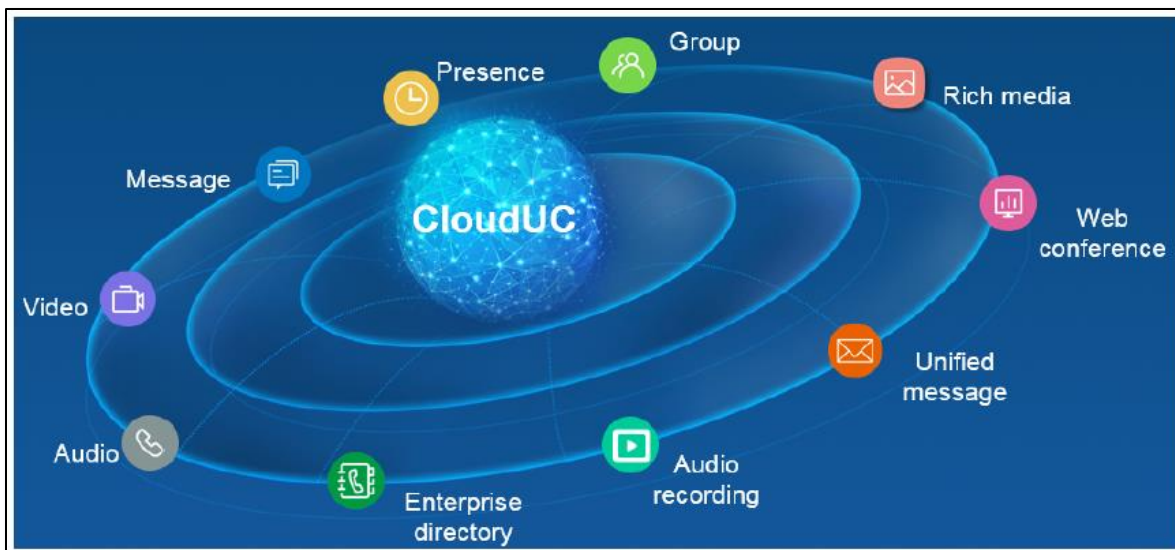 Group
Presence
Rich media
Message
CloudUC
Web
conference
Video
Unified
message
Audio
Audio
recording
Enterprise
directory